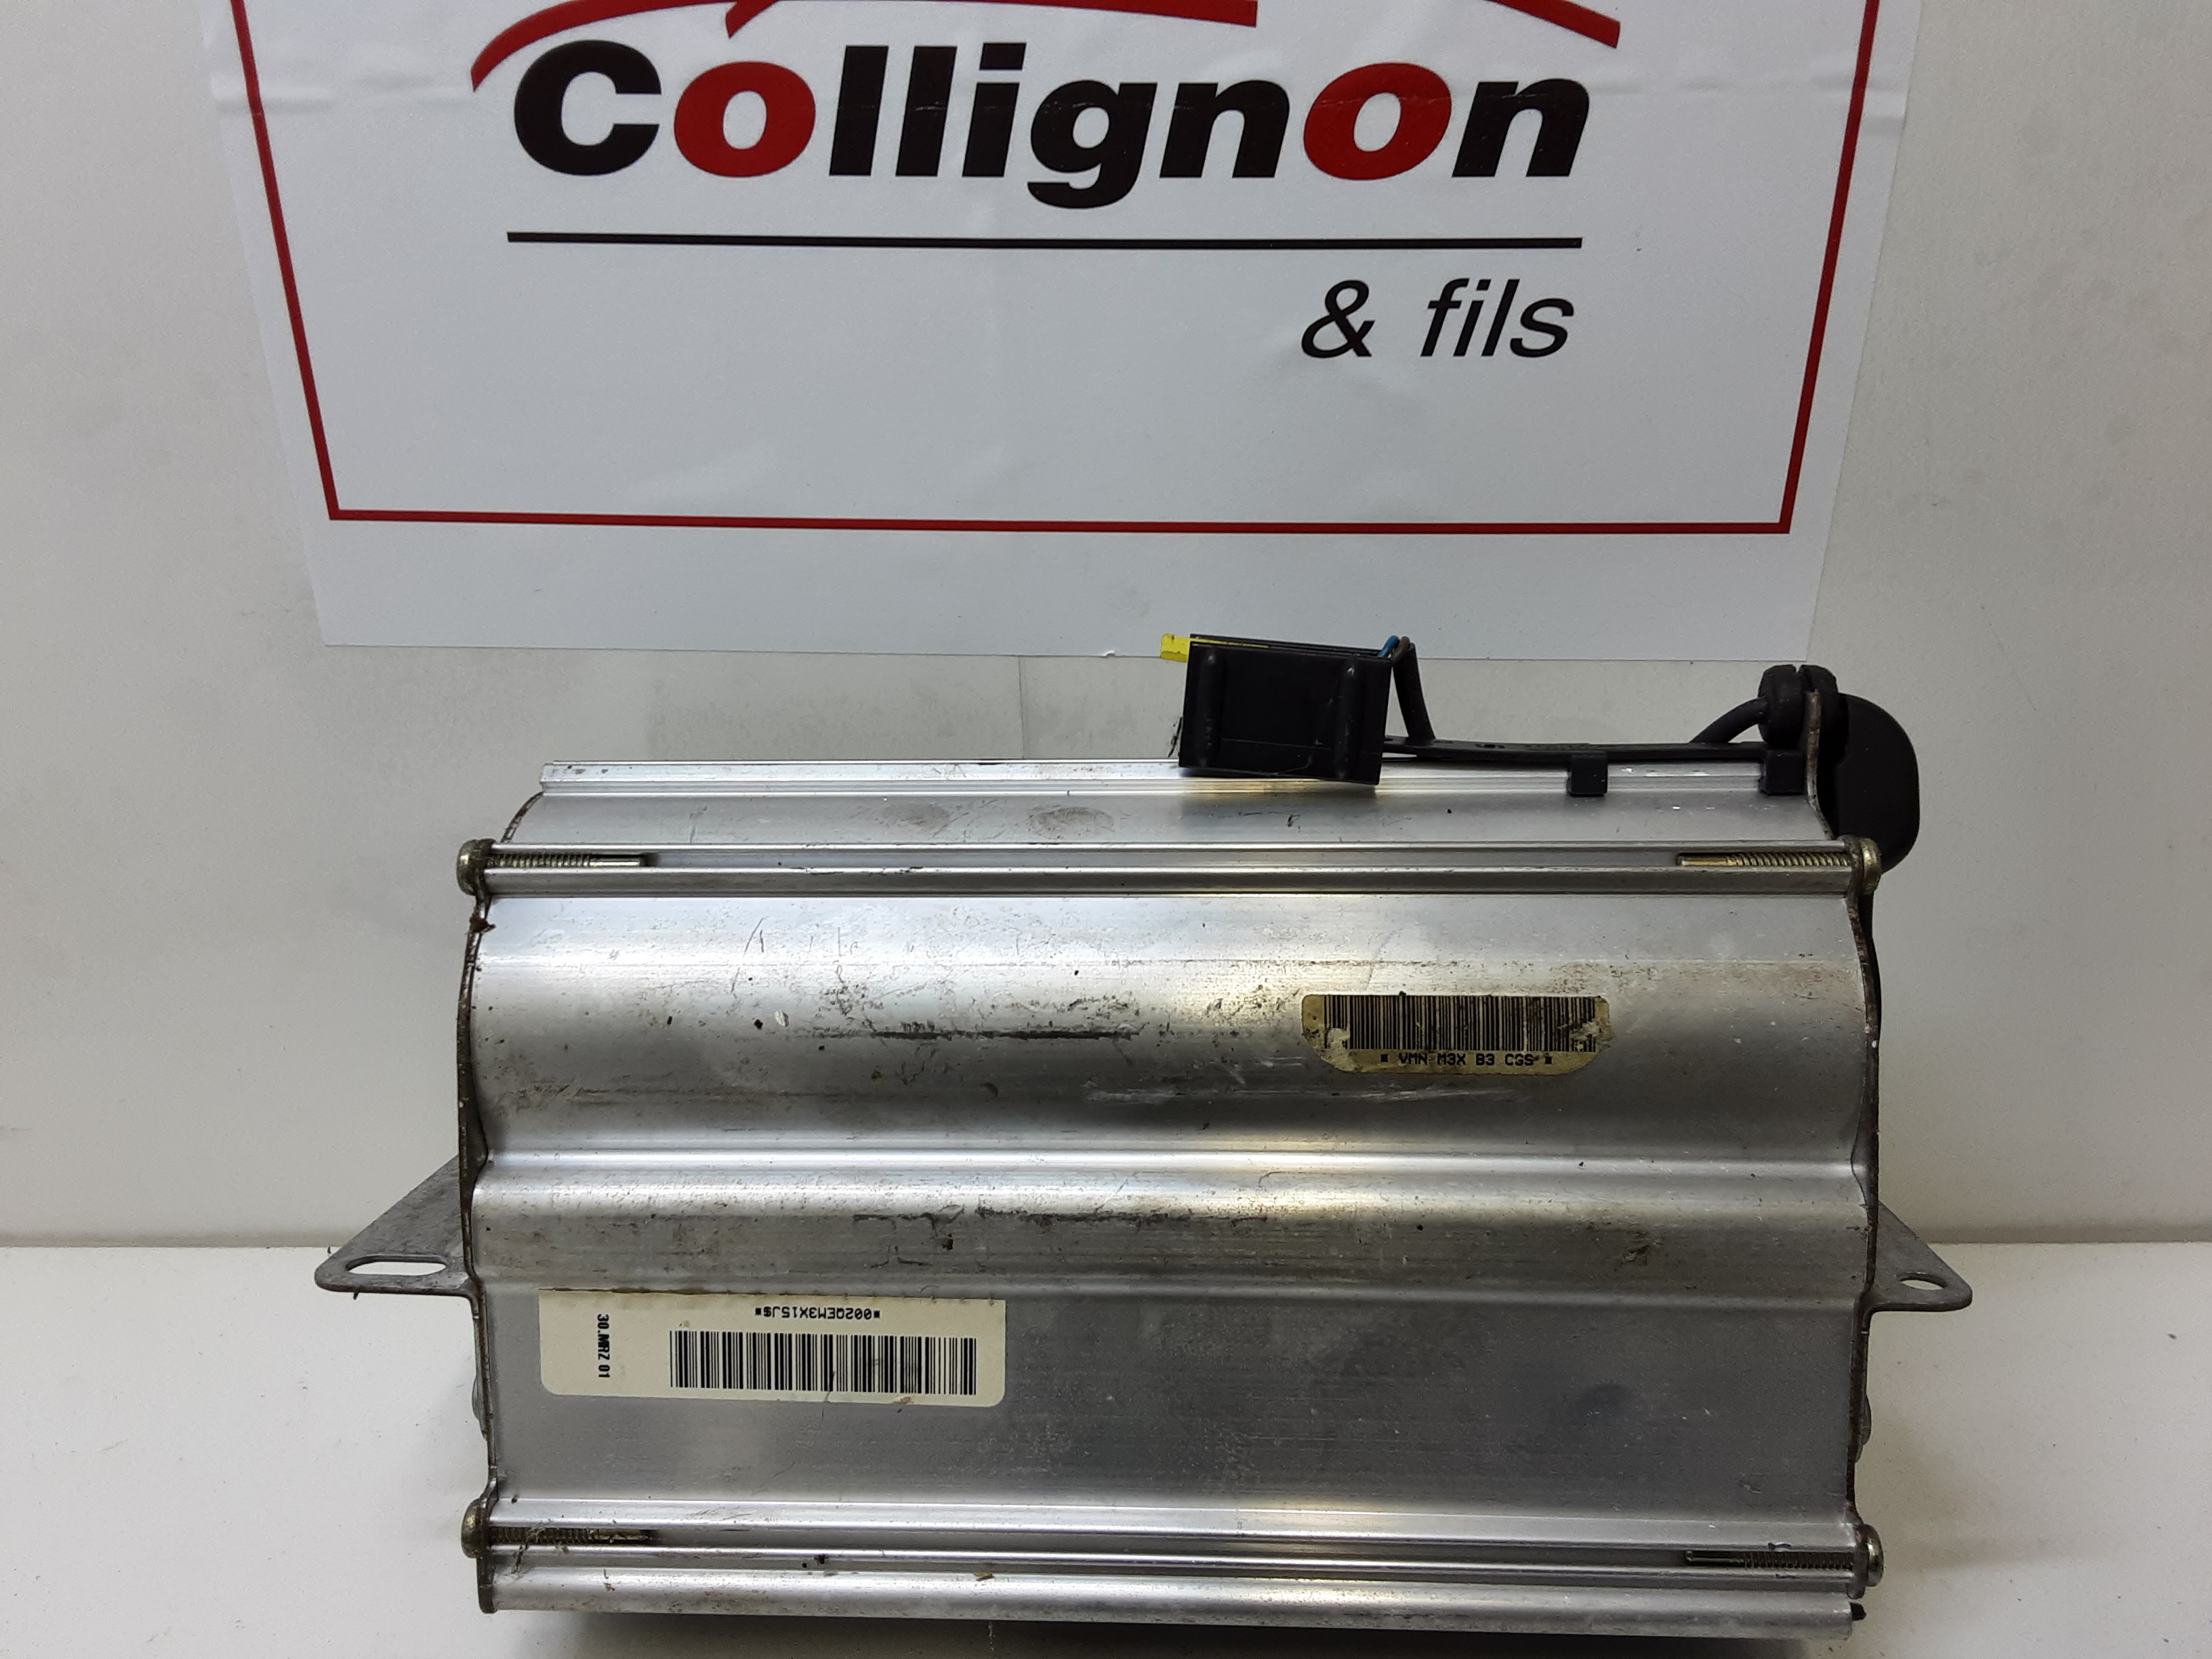 Collignon
& fils
* VMN M3X B3 CGS *
*002QEM3X15J$*
30.MRZ 01